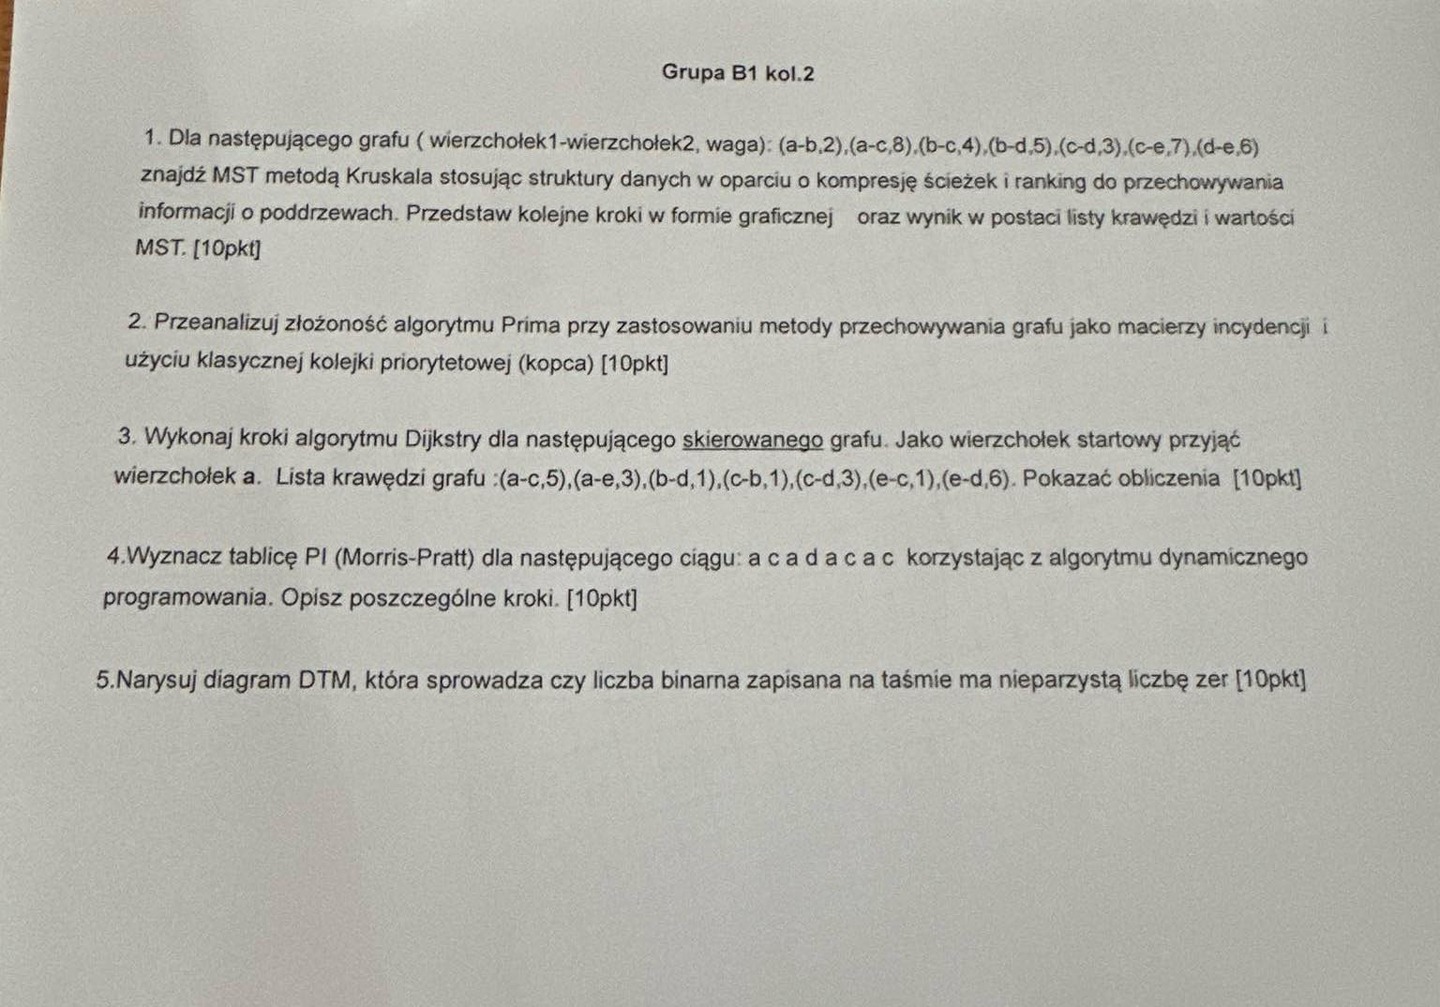 Grupa B1 kol.2
1. Dla następującego grafu ( wierzchołek1-wierzchołek2, waga): (a-b,2),(a-c,8),(b-c,4),(b-d,5),(c-d,3),(c-e,7),(d-e,6)
znajdź MST metodą Kruskala stosując struktury danych w oparciu o kompresję ścieżek i ranking do przechowywania
informacji o poddrzewach. Przedstaw kolejne kroki w formie graficznej oraz wynik w postaci listy krawędzi i wartości
MST. [10pkt]
2. Przeanalizuj złożoność algorytmu Prima przy zastosowaniu metody przechowywania grafu jako macierzy incydencji i
użyciu klasycznej kolejki priorytetowej (kopca) [10pkt]
3. Wykonaj kroki algorytmu Dijkstry dla następującego skierowanego grafu. Jako wierzchołek startowy przyjąć
wierzchołek a. Lista krawędzi grafu :(a-c,5),(a-e,3),(b-d,1),(c-b,1),(c-d,3),(e-c,1),(e-d,6). Pokazać obliczenia [10pkt]
4.Wyznacz tablicę PI (Morris-Pratt) dla następującego ciągu: a c a d a c a c korzystając z algorytmu dynamicznego
programowania. Opisz poszczególne kroki. [10pkt]
5.Narysuj diagram DTM, która sprowadza czy liczba binarna zapisana na taśmie ma nieparzystą liczbę zer [10pkt]